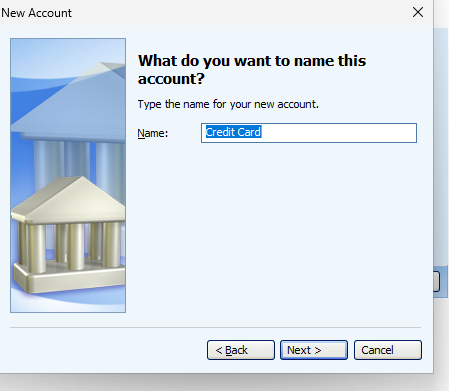 New Account
What do you want to name this
account?
Type the name for your new account.
Name: Credit Card
< Back Next > Cancel